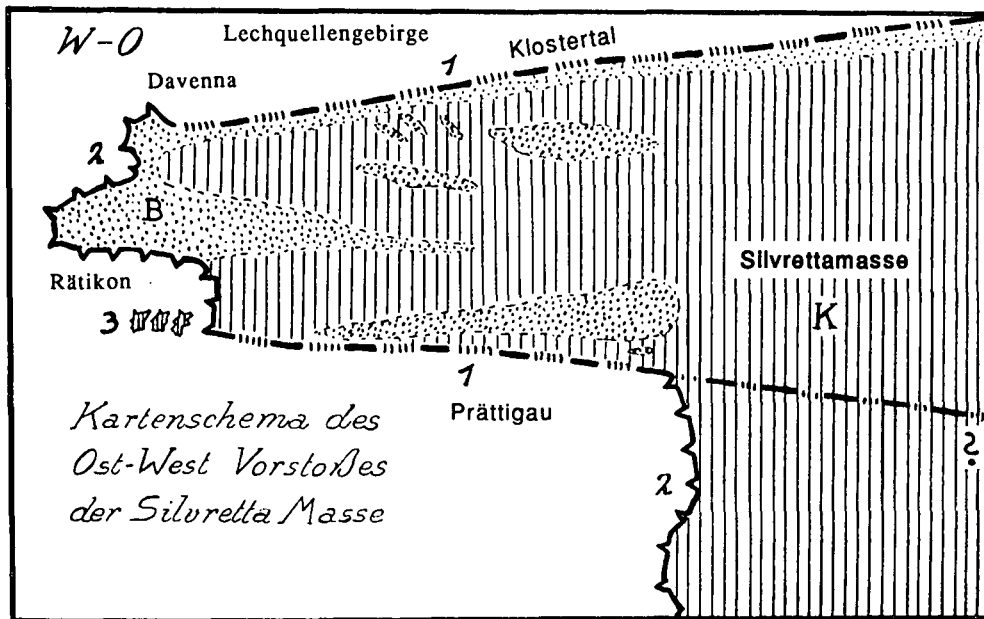 W-O
Lechquellengebirge
1
Klostertal
Davenna
2
B
Rätikon
3
Silvrettamasse
K
1
Prättigau
?
2
Kartenschema des
Ost-West Vorstoßes
der Silvretta Masse